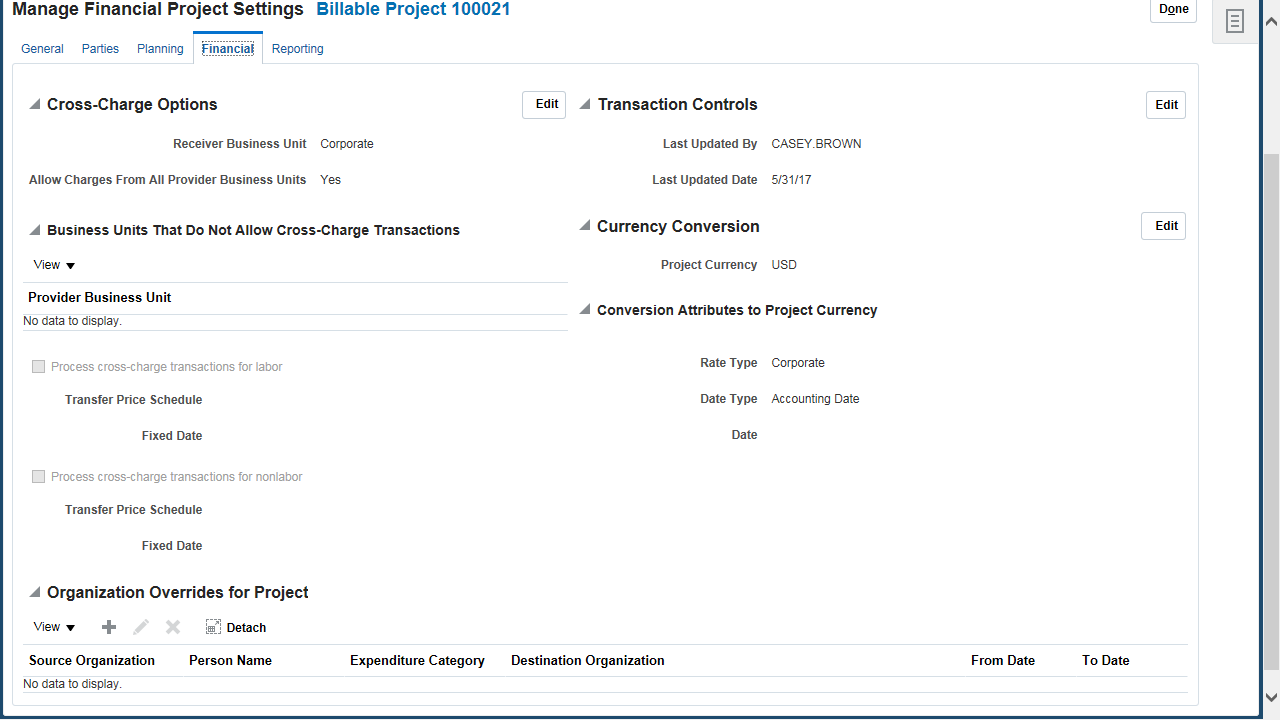 Manage Financial Project Settings Billable Project 100021
Done
General Parties Planning Financial Reporting
Cross-Charge Options Edit
Receiver Business Unit Corporate
Allow Charges From All Provider Business Units Yes
Business Units That Do Not Allow Cross-Charge Transactions
View
Provider Business Unit
No data to display.
Process cross-charge transactions for labor
Transfer Price Schedule
Fixed Date
Process cross-charge transactions for nonlabor
Transfer Price Schedule
Fixed Date
Transaction Controls Edit
Last Updated By CASEY.BROWN
Last Updated Date 5/31/17
Currency Conversion Edit
Project Currency USD
Conversion Attributes to Project Currency
Rate Type Corporate
Date Type Accounting Date
Date
Organization Overrides for Project
View Detach
Source Organization Person Name Expenditure Category Destination Organization From Date To Date
No data to display.